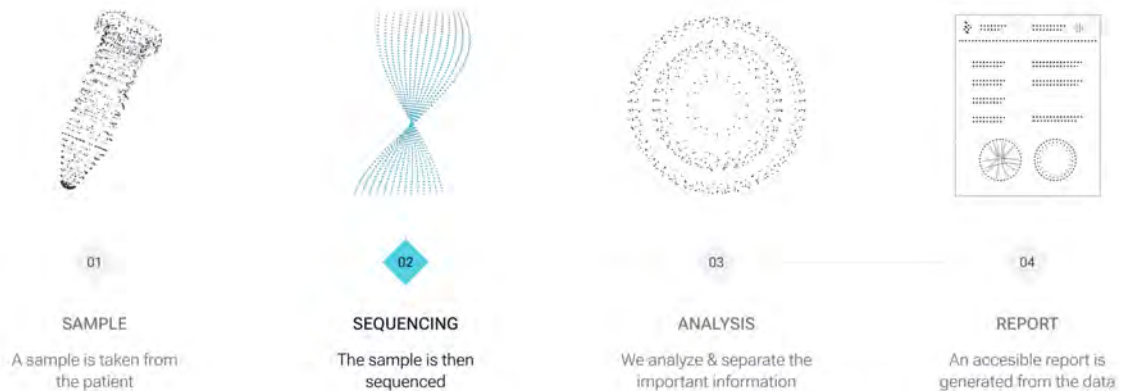 01
02
03
04
SAMPLE
SEQUENCING
ANALYSIS
REPORT
A sample is taken from
the patient
The sample is then
sequenced
We analyze & separate the
important information
An accesible report is
generated from the data